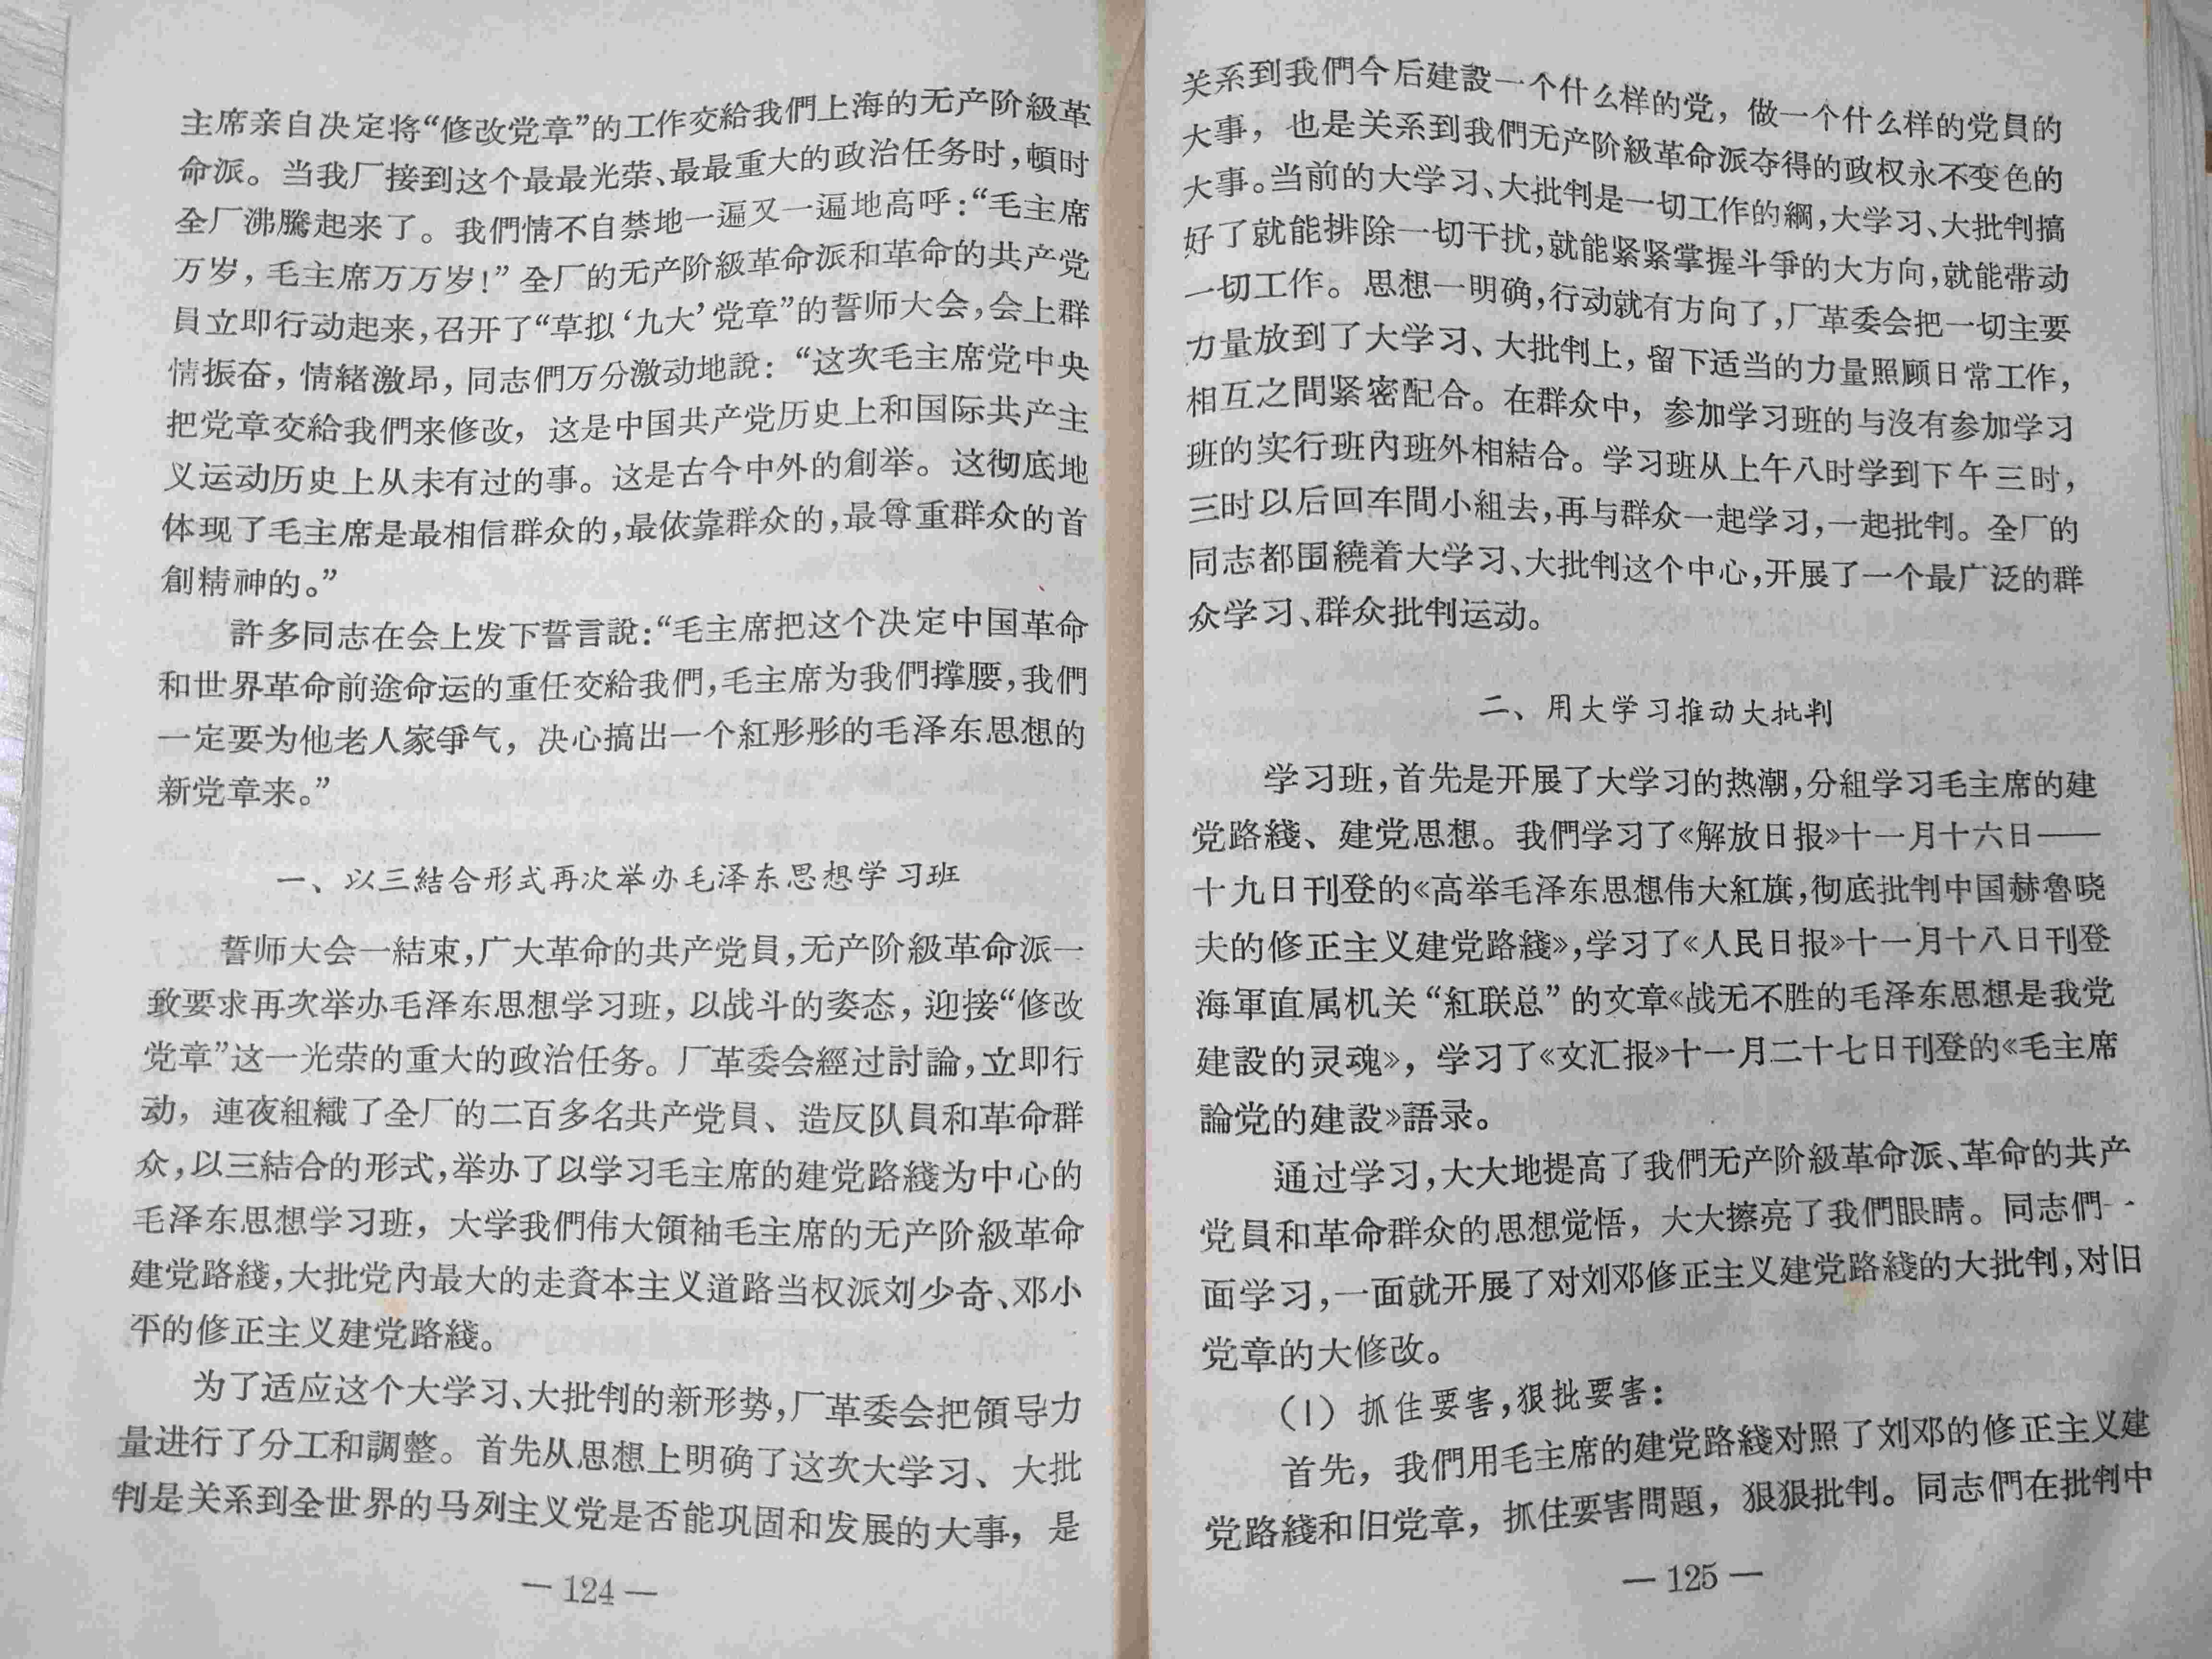 主席亲自决定将“修改党章”的工作交給我們上海的无产阶級革
命派。当我厂接到这个最最光荣、最最重大的政治任务时，頓时
全厂沸騰起来了。我們情不自禁地一遍又一遍地高呼：“毛主席
万岁，毛主席万万岁！”全厂的无产阶級革命派和革命的共产党
員立即行动起来，召开了“草拟‘九大’党章”的誓师大会，会上群
情振奋，情緒激昂，同志們万分激动地說：“这次毛主席党中央
把党章交給我們来修改，这是中国共产党历史上和国际共产主
义运动历史上从未有过的事。这是古今中外的創举。这彻底地
体现了毛主席是最相信群众的，最依靠群众的，最尊重群众的首
創精神的。”
許多同志在会上发下誓言說：“毛主席把这个决定中国革命
和世界革命前途命运的重任交給我們，毛主席为我們撑腰，我們
一定要为他老人家爭气，决心搞出一个紅彤彤的毛泽东思想的
新党章来。”
一、以三結合形式再次举办毛泽东思想学习班
誓师大会一結束，广大革命的共产党員，无产阶級革命派一
致要求再次举办毛泽东思想学习班，以战斗的姿态，迎接“修改
党章”这一光荣的重大的政治任务。厂革委会經过討論，立即行
动，連夜組織了全厂的二百多名共产党員、造反队員和革命群
众，以三結合的形式，举办了以学习毛主席的建党路綫为中心的
毛泽东思想学习班，大学我們伟大領袖毛主席的无产阶級革命
建党路綫，大批党內最大的走資本主义道路当权派刘少奇、邓小
平的修正主义建党路綫。
为了适应这个大学习、大批判的新形势，厂革委会把領导力
量进行了分工和調整。首先从思想上明确了这次大学习、大批
判是关系到全世界的马列主义党是否能巩固和发展的大事，是
— 124 —
关系到我們今后建設一个什么样的党，做一个什么样的党員的
大事，也是关系到我們无产阶級革命派夺得的政权永不变色的
大事。当前的大学习、大批判是一切工作的綱，大学习、大批判搞
好了就能排除一切干扰，就能紧紧掌握斗爭的大方向，就能带动
一切工作。思想一明确，行动就有方向了，厂革委会把一切主要
力量放到了大学习、大批判上，留下适当的力量照顾日常工作，
相互之間紧密配合。在群众中，参加学习班的与沒有参加学习
班的实行班內班外相結合。学习班从上午八时学到下午三时，
三时以后回车間小組去，再与群众一起学习，一起批判。全厂的
同志都围繞着大学习、大批判这个中心，开展了一个最广泛的群
众学习、群众批判运动。
二、用大学习推动大批判
学习班，首先是开展了大学习的热潮，分組学习毛主席的建
党路綫、建党思想。我們学习了《解放日报》十一月十六日——
十九日刊登的《高举毛泽东思想伟大紅旗，彻底批判中国赫魯晓
夫的修正主义建党路綫》，学习了《人民日报》十一月十八日刊登
海軍直属机关“紅联总”的文章《战无不胜的毛泽东思想是我党
建設的灵魂》，学习了《文汇报》十一月二十七日刊登的《毛主席
論党的建設》語录。
通过学习，大大地提高了我們无产阶級革命派、革命的共产
党員和革命群众的思想觉悟，大大擦亮了我們眼睛。同志們一
面学习，一面就开展了对刘邓修正主义建党路綫的大批判，对旧
党章的大修改。
（1）抓住要害，狠批要害：
首先，我們用毛主席的建党路綫对照了刘邓的修正主义建
党路綫和旧党章，抓住要害問題，狠狠批判。同志們在批判中
— 125 —